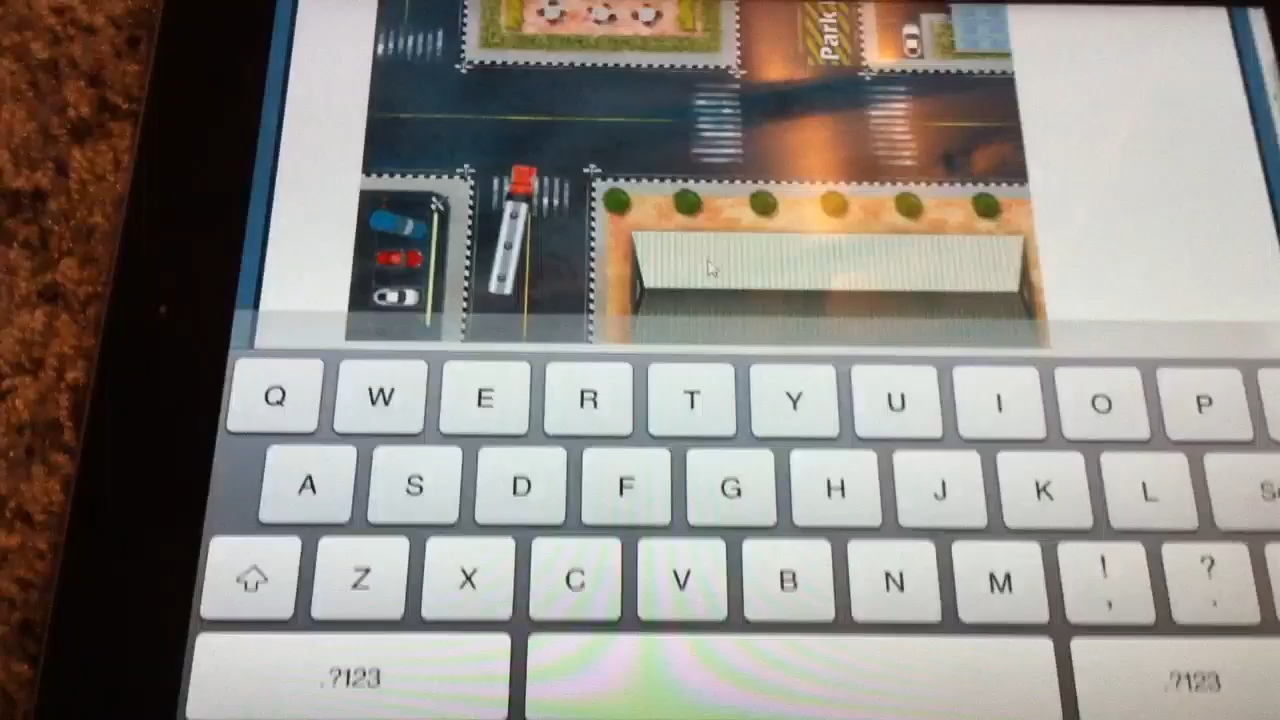 Park
Q W E R T Y U I O P
A S D F G H J K L
Z X C V B N M ! , ? .
.?123 .?123